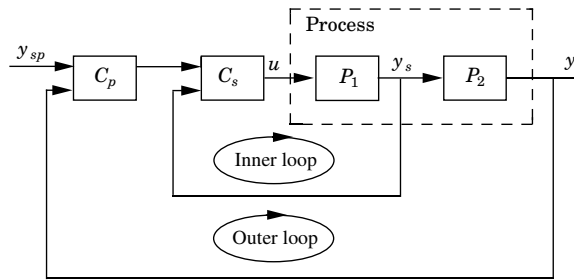 Process
y_sp
C_p
C_s
u
P_1
y_s
P_2
y
Inner loop
Outer loop